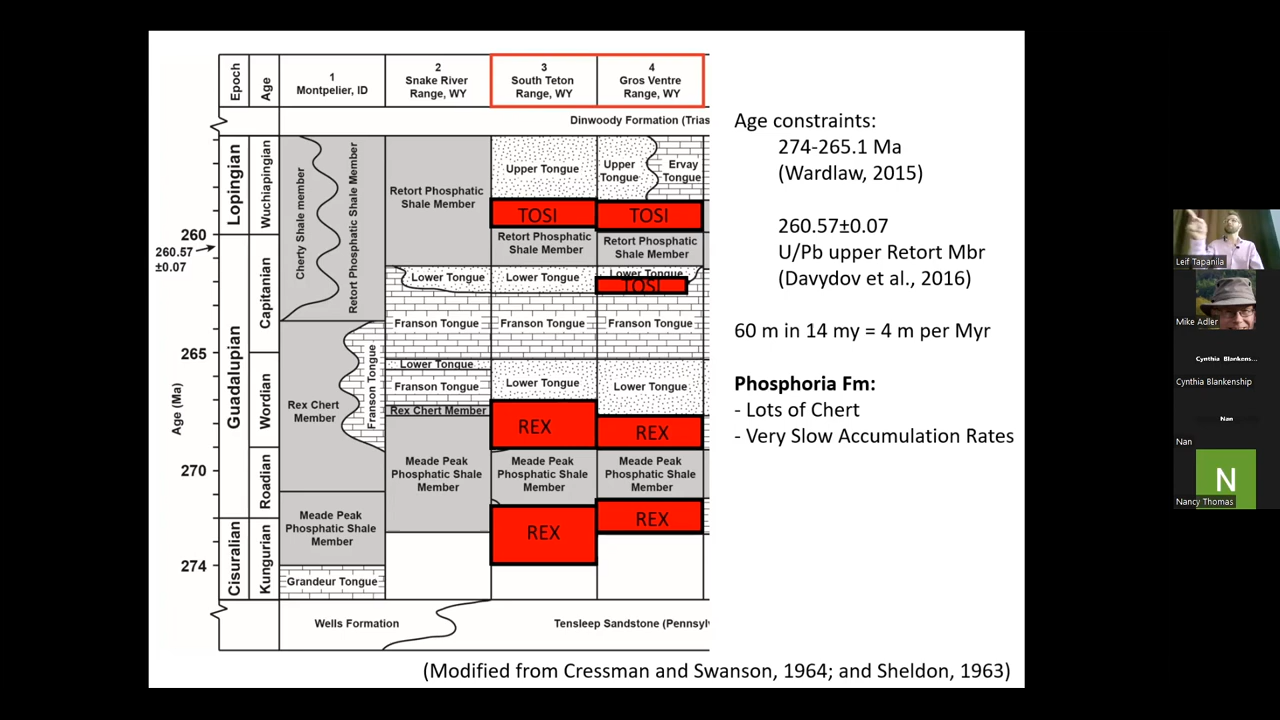 Epoch
Age
1
Montpelier, ID
2
Snake River
Range, WY
3
South Teton
Range, WY
4
Gros Ventre
Range, WY
Dinwoody Formation (Trias
Lopingian
Guadalupian
Cisuralian
Wuchiapingian
Capitanian
Wordian
Roadian
Kungurian
Age (Ma)
260
260.57
±0.07
265
270
274
Cherty Shale member
Retort Phosphatic Shale Member
Rex Chert
Member
Franson Tongue
Meade Peak
Phosphatic Shale
Member
Grandeur Tongue
Retort Phosphatic
Shale Member
Lower Tongue
Franson Tongue
Lower Tongue
Franson Tongue
Rex Chert Member
Meade Peak
Phosphatic Shale
Member
Upper Tongue
TOSI
Retort Phosphatic
Shale Member
Lower Tongue
Franson Tongue
Lower Tongue
REX
Meade Peak
Phosphatic Shale
Member
REX
Upper
Tongue
Ervay
Tongue
TOSI
Retort Phosphatic
Shale Member
Lower Tongue
TOSI
Franson Tongue
Lower Tongue
REX
Meade Peak
Phosphatic Shale
Member
REX
Wells Formation
Tensleep Sandstone (Pennsylv
Age constraints:
274-265.1 Ma
(Wardlaw, 2015)
260.57±0.07
U/Pb upper Retort Mbr
(Davydov et al., 2016)
60 m in 14 my = 4 m per Myr
Phosphoria Fm:
- Lots of Chert
- Very Slow Accumulation Rates
(Modified from Cressman and Swanson, 1964; and Sheldon, 1963)
Leif Tapanila
Mike Adler
Cynthia Blankens...
Cynthia Blankenship
Nan
Nan
N
Nancy Thomas